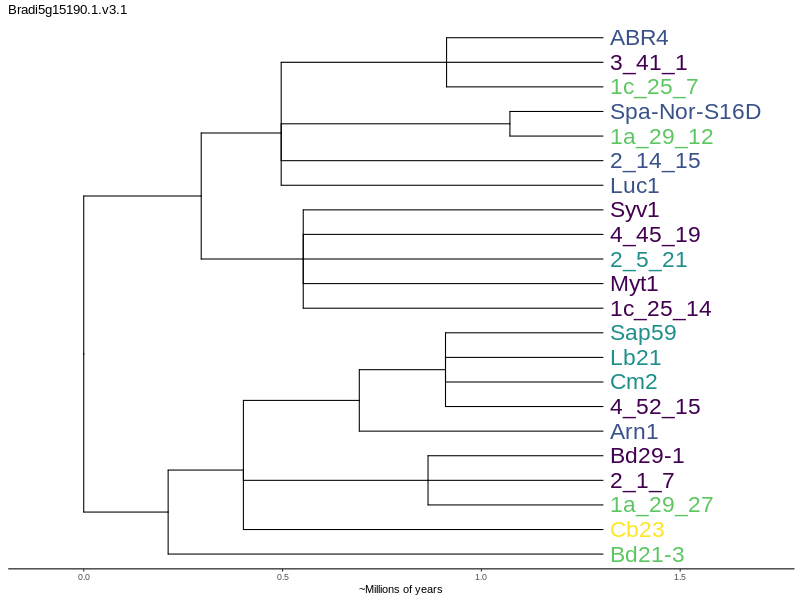 Bradi5g15190.1.v3.1
ABR4
3_41_1
1c_25_7
Spa-Nor-S16D
1a_29_12
2_14_15
Luc1
Syv1
4_45_19
2_5_21
Myt1
1c_25_14
Sap59
Lb21
Cm2
4_52_15
Arn1
Bd29-1
2_1_7
1a_29_27
Cb23
Bd21-3
0.0 0.5 1.0 1.5
~Millions of years